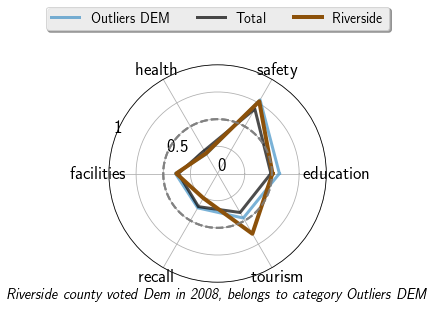 Outliers DEM Total Riverside
health safety
1
0.5
0
facilities education
recall tourism
Riverside county voted Dem in 2008, belongs to category Outliers DEM